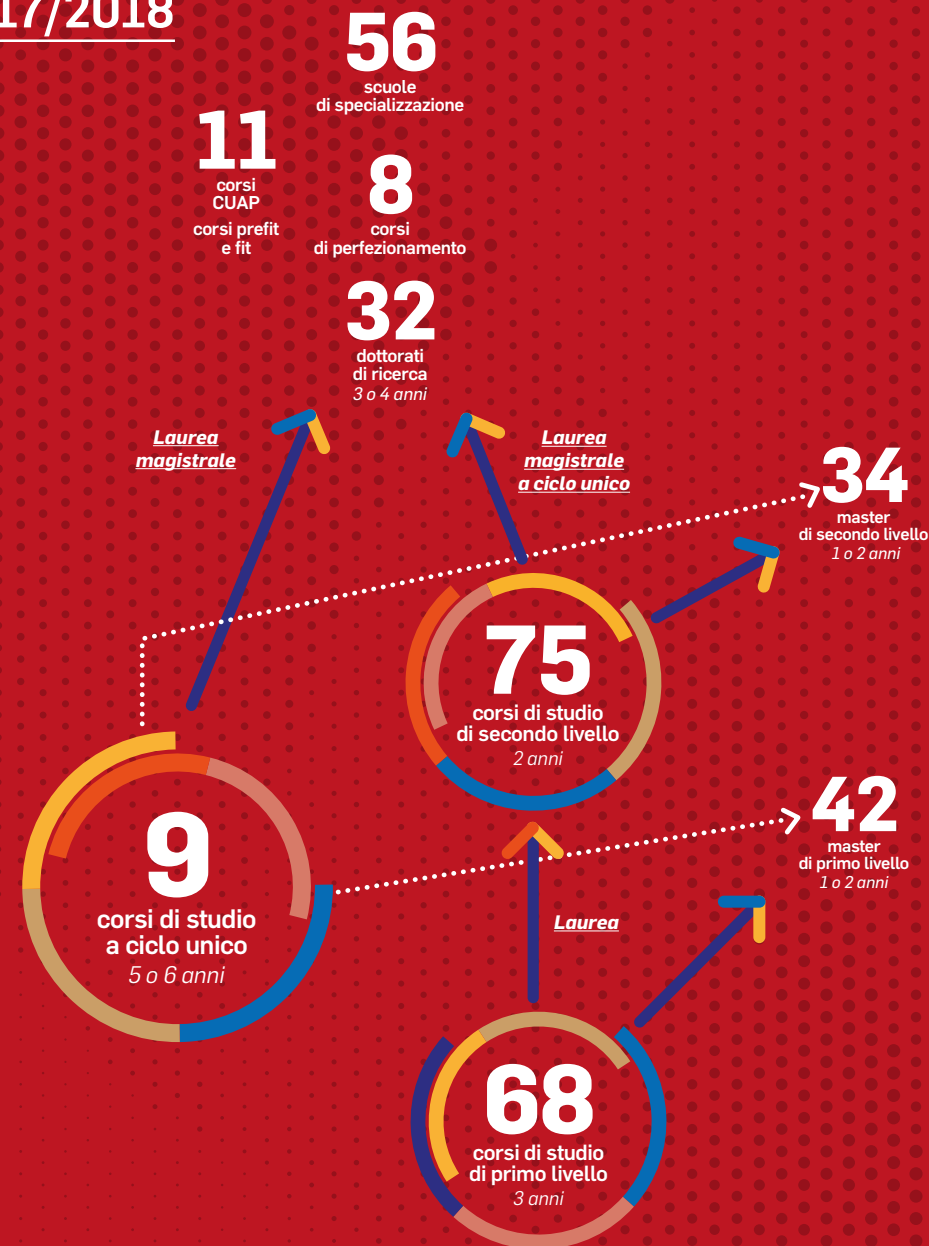 17/2018
56
scuole
di specializzazione
11
corsi
CUAP
corsi prefit
e fit
8
corsi
di perfezionamento
32
dottorati
di ricerca
3 o 4 anni
Laurea
magistrale
Laurea
magistrale
a ciclo unico
34
master
di secondo livello
1 o 2 anni
75
corsi di studio
di secondo livello
2 anni
9
corsi di studio
a ciclo unico
5 o 6 anni
42
master
di primo livello
1 o 2 anni
Laurea
68
corsi di studio
di primo livello
3 anni